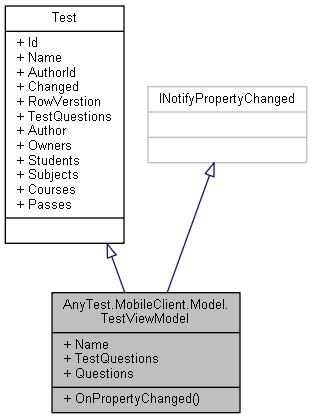 Test
+ Id
+ Name
+ AuthorId
+ Changed
+ RowVerstion
+ TestQuestions
+ Author
+ Owners
+ Students
+ Subjects
+ Courses
+ Passes
INotifyPropertyChanged
AnyTest.MobileClient.Model.
TestViewModel
+ Name
+ TestQuestions
+ Questions
+ OnPropertyChanged()